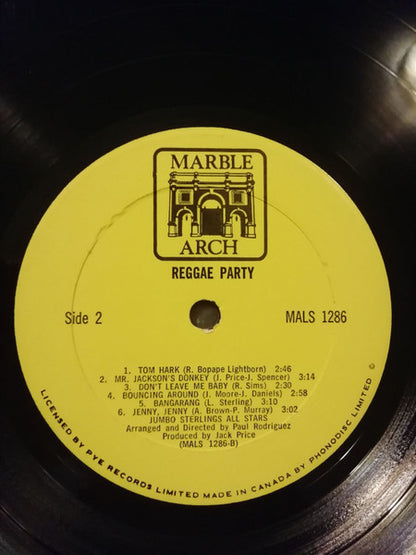 MARBLE
ARCH
REGGAE PARTY
Side 2
MALS 1286
1. TOM HARK (R. Bopape Lightborn) 2:46
2. MR. JACKSON'S DONKEY (J. Price-J. Spencer) 3:14
3. DON'T LEAVE ME BABY (R. Sims) 2:30
4. BOUNCING AROUND (J. Moore-J. Daniels) 2:58
5. BANGARANG (L. Sterling) 3:10
6. JENNY, JENNY (A. Brown-P. Murray) 3:02
JUMBO STERLINGS ALL STARS
Arranged and Directed by Paul Rodriguez
Produced by Jack Price
(MALS 1286-B)
LICENSED BY PYE RECORDS LIMITED MADE IN CANADA BY PHONODISC LIMITED ©